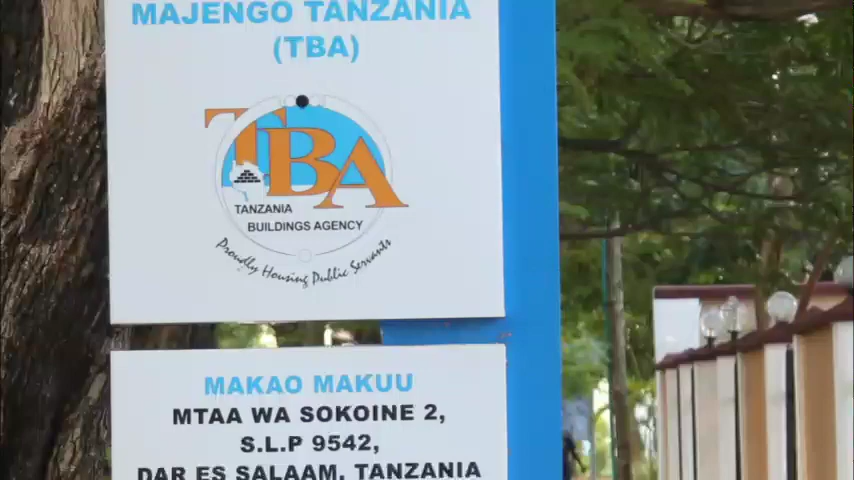 MAJENGO TANZANIA
(TBA)
TBA
TANZANIA
BUILDINGS AGENCY
Proudly Housing Public Servants
MAKAO MAKUU
MTAA WA SOKOINE 2,
S.L.P 9542,
DAR ES SALAAM, TANZANIA